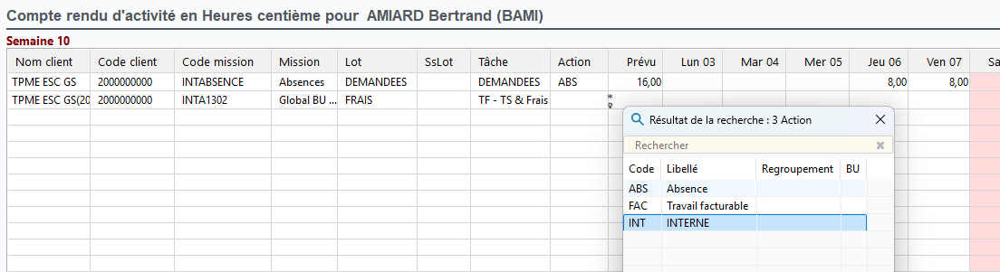 Compte rendu d'activité en Heures centième pour AMIARD Bertrand (BAMI)
Semaine 10
Nom client Code client Code mission Mission Lot SsLot Tâche Action Prévu Lun 03 Mar 04 Mer 05 Jeu 06 Ven 07 Sa
TPME ESC GS 2000000000 INTABSENCE Absences DEMANDEES DEMANDEES ABS 16,00 8,00 8,00
TPME ESC GS(20 2000000000 INTA1302 Global BU ... FRAIS TF - TS & Frais *
Résultat de la recherche : 3 Action
Rechercher
Code Libellé Regroupement BU
ABS Absence
FAC Travail facturable
INT INTERNE